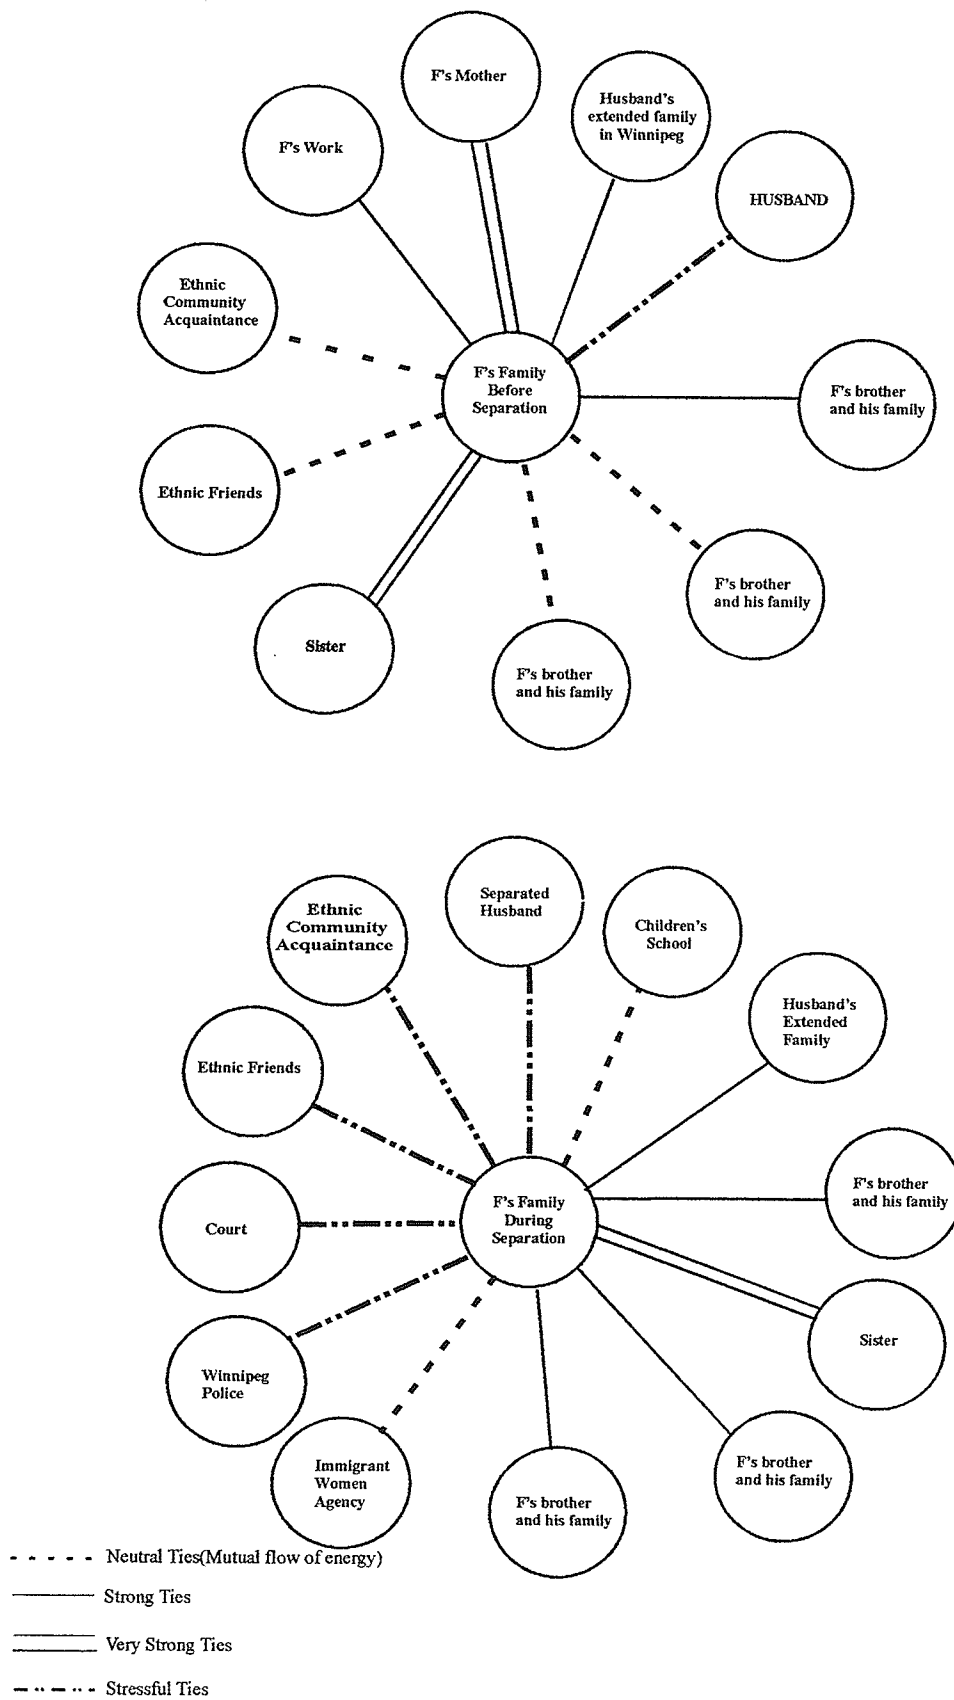 F's Mother
Husband's
extended family
in Winnipeg
F's Work
HUSBAND
Ethnic
Community
Acquaintance
F's Family
Before
Separation
F's brother
and his family
Ethnic Friends
F's brother
and his family
Sister
F's brother
and his family
Separated
Husband
Ethnic
Community
Acquaintance
Children's
School
Husband's
Extended
Family
Ethnic Friends
F's brother
and his family
F's Family
During
Separation
Court
Sister
Winnipeg
Police
F's brother
and his family
Immigrant
Women
Agency
F's brother
and his family
Neutral Ties(Mutual flow of energy)
Strong Ties
Very Strong Ties
Stressful Ties